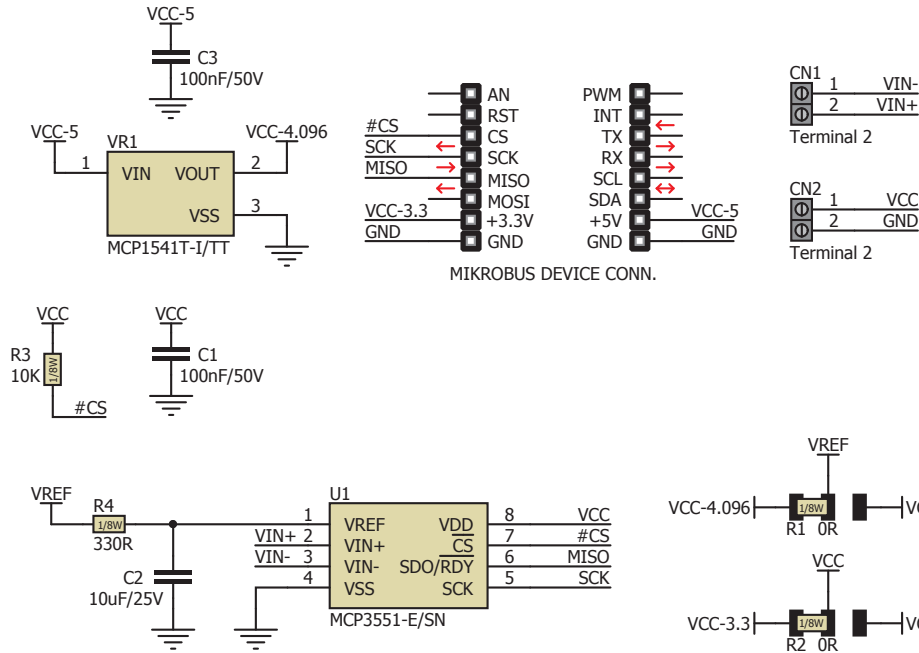 VCC-5
C3
100nF/50V
VCC-5
VR1
VCC-4.096
1 VIN VOUT 2
VSS 3
MCP1541T-I/TT
AN
RST
#CS CS
SCK SCK
MISO MISO
MOSI
VCC-3.3 +3.3V
GND GND
PWM
INT
TX
RX
SCL
SDA
+5V VCC-5
GND GND
MIKROBUS DEVICE CONN.
CN1
1 VIN-
2 VIN+
Terminal 2
CN2
1 VCC
2 GND
Terminal 2
VCC
R3
10K
1/8W
#CS
VCC
C1
100nF/50V
VREF
R4
1/8W
330R
C2
10uF/25V
U1
1 VREF VDD 8 VCC
VIN+ 2 VIN+ CS 7 #CS
VIN- 3 VIN- SDO/RDY 6 MISO
4 VSS SCK 5 SCK
MCP3551-E/SN
VREF
VCC-4.096 1/8W
R1 0R
VCC
VCC-3.3 1/8W
R2 0R